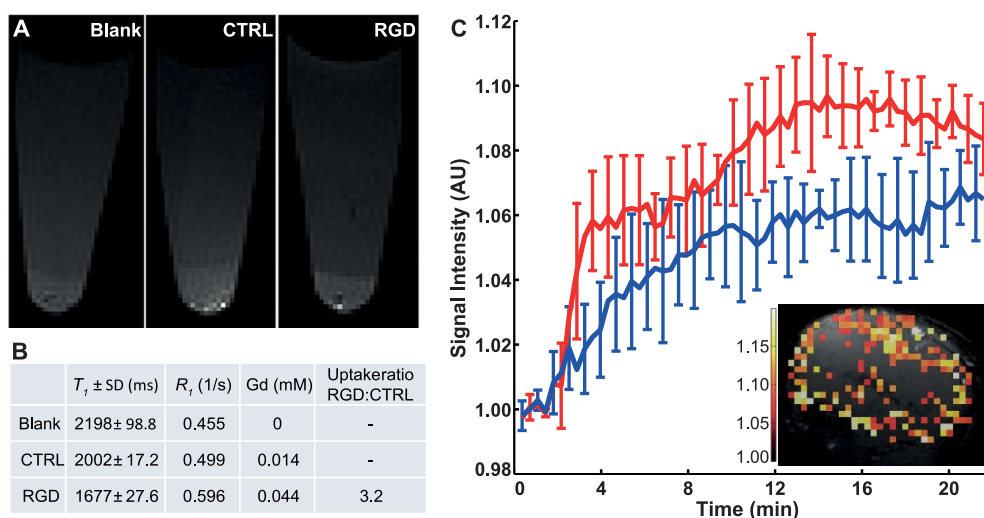 A
Blank
CTRL
RGD
B
T1 ± SD (ms) R1 (1/s) Gd (mM) Uptakeratio RGD:CTRL
Blank 2198± 98.8 0.455 0 -
CTRL 2002± 17.2 0.499 0.014 -
RGD 1677± 27.6 0.596 0.044 3.2
C
Signal Intensity (AU)
1.12
1.10
1.08
1.06
1.04
1.02
1.00
0.98
1.15
1.10
1.05
1.00
0 4 8 12 16 20
Time (min)